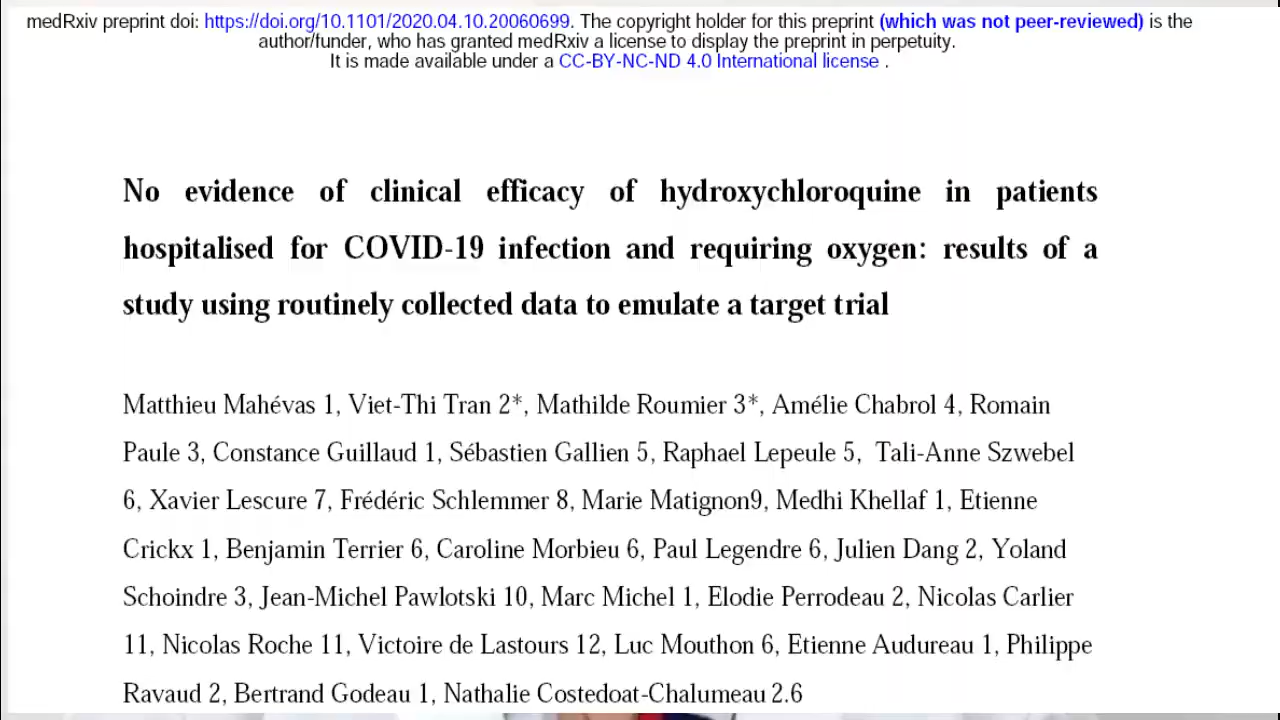 medRxiv preprint doi: https://doi.org/10.1101/2020.04.10.20060699. The copyright holder for this preprint (which was not peer-reviewed) is the
author/funder, who has granted medRxiv a license to display the preprint in perpetuity.
It is made available under a CC-BY-NC-ND 4.0 International license .
No evidence of clinical efficacy of hydroxychloroquine in patients
hospitalised for COVID-19 infection and requiring oxygen: results of a
study using routinely collected data to emulate a target trial
Matthieu Mahévas 1, Viet-Thi Tran 2*, Mathilde Roumier 3*, Amélie Chabrol 4, Romain
Paule 3, Constance Guillaud 1, Sébastien Gallien 5, Raphael Lepeule 5, Tali-Anne Szwebel
6, Xavier Lescure 7, Frédéric Schlemmer 8, Marie Matignon9, Medhi Khellaf 1, Etienne
Crickx 1, Benjamin Terrier 6, Caroline Morbieu 6, Paul Legendre 6, Julien Dang 2, Yoland
Schoindre 3, Jean-Michel Pawlotski 10, Marc Michel 1, Elodie Perrodeau 2, Nicolas Carlier
11, Nicolas Roche 11, Victoire de Lastours 12, Luc Mouthon 6, Etienne Audureau 1, Philippe
Ravaud 2, Bertrand Godeau 1, Nathalie Costedoat-Chalumeau 2.6